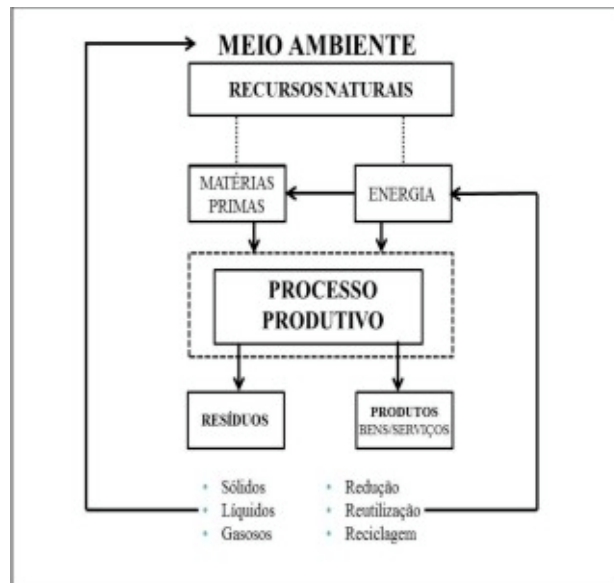 MEIO AMBIENTE
RECURSOS NATURAIS
MATÉRIAS
PRIMAS
ENERGIA
PROCESSO
PRODUTIVO
RESÍDUOS
PRODUTOS
BENS/SERVIÇOS
• Sólidos
• Líquidos
• Gasosos
• Redução
• Reutilização
• Reciclagem